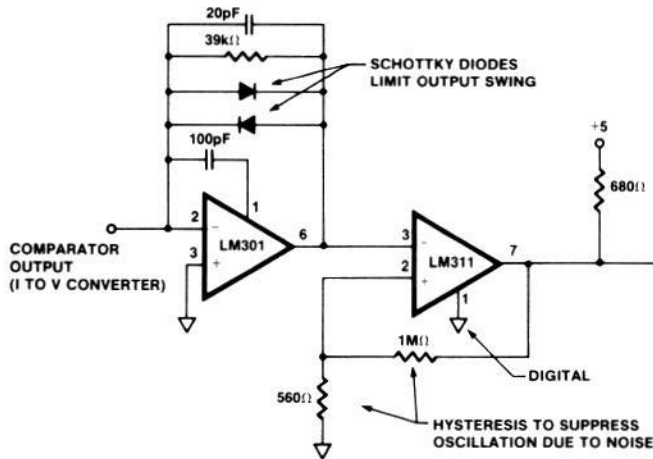 20pF
39kΩ
SCHOTTKY DIODES
LIMIT OUTPUT SWING
100pF
+5
680Ω
1
2
−
LM301
6
3
+
COMPARATOR
OUTPUT
(I TO V CONVERTER)
3
−
LM311
7
2
+
1
1MΩ
DIGITAL
560Ω
HYSTERESIS TO SUPPRESS
OSCILLATION DUE TO NOISE